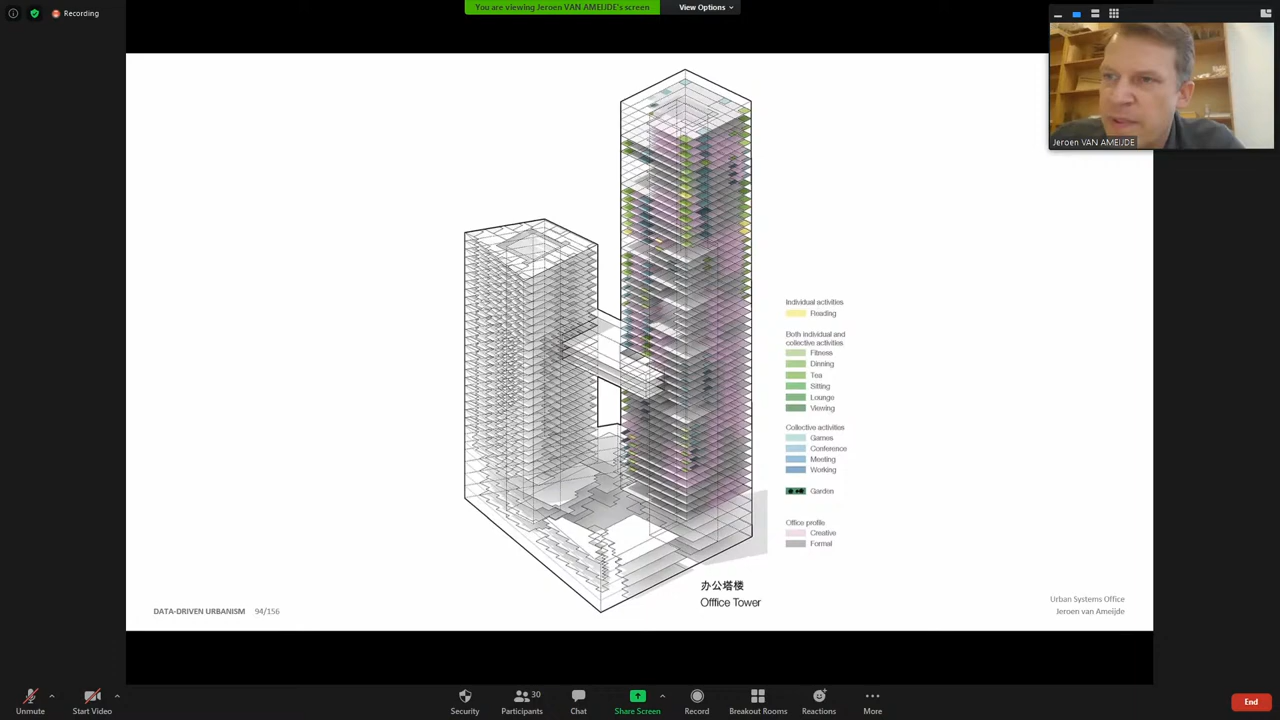 Recording
You are viewing Jeroen VAN AMEIJDE's screen
View Options
Jeroen VAN AMEIJDE
Individual activities
Reading
Both individual and
collective activities
Fitness
Dinning
Tea
Sitting
Lounge
Viewing
Collective activities
Games
Conference
Meeting
Working
Garden
Office profile
Creative
Formal
办公塔楼
Offfice Tower
DATA-DRIVEN URBANISM 94/156
Urban Systems Office
Jeroen van Ameijde
Unmute
Start Video
Security
Participants
30
Chat
Share Screen
Record
Breakout Rooms
Reactions
More
End